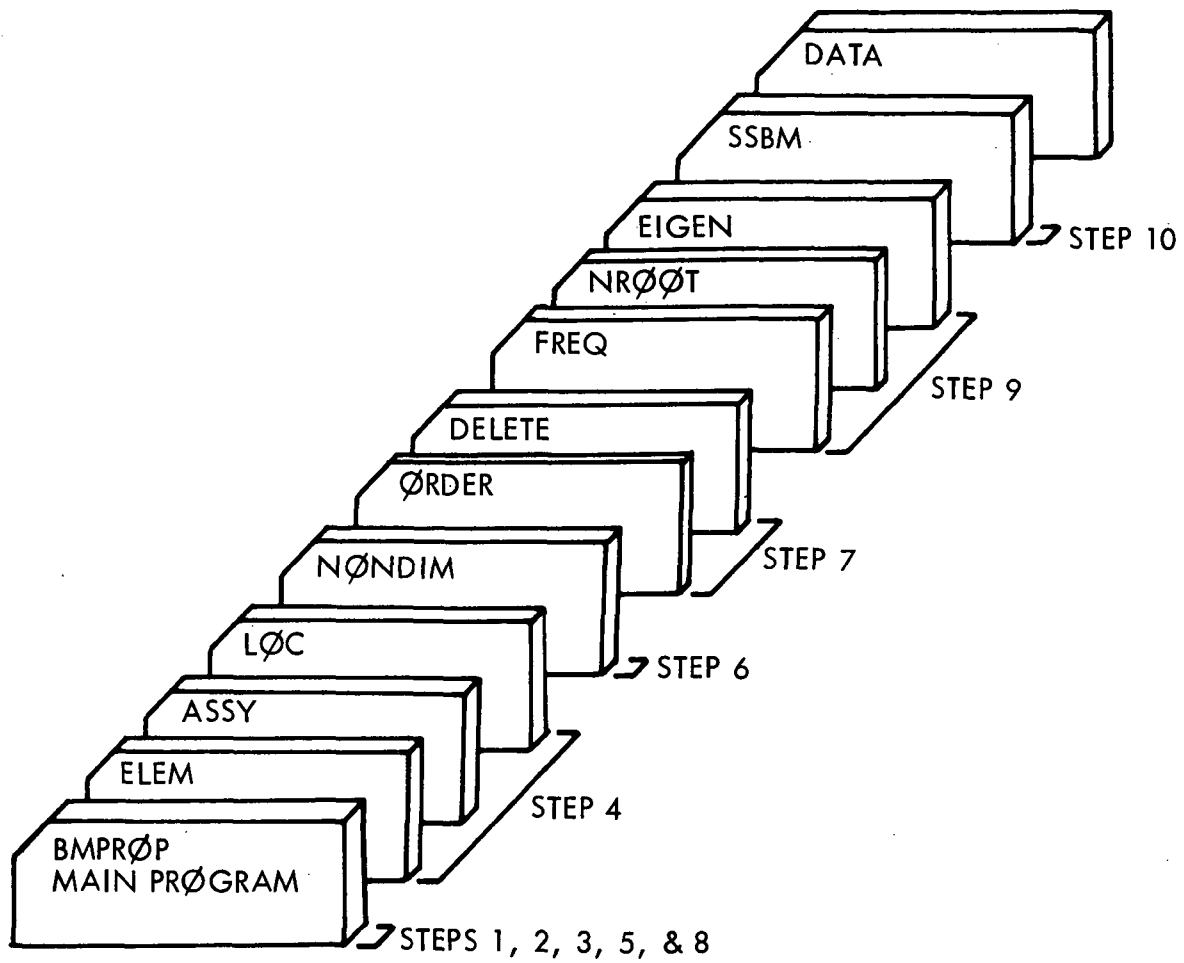 DATA
SSBM
STEP 10
EIGEN
NRØØT
FREQ
STEP 9
DELETE
ØRDER
STEP 7
NØNDIM
STEP 6
LØC
ASSY
ELEM
STEP 4
BMPRØP
MAIN PRØGRAM
STEPS 1, 2, 3, 5, & 8